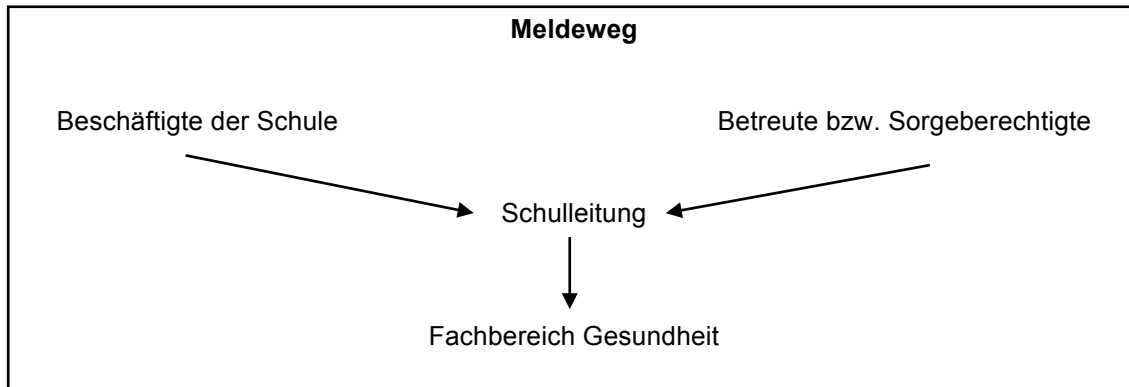 Meldeweg
Beschäftigte der Schule
Betreute bzw. Sorgeberechtigte
Schulleitung
Fachbereich Gesundheit